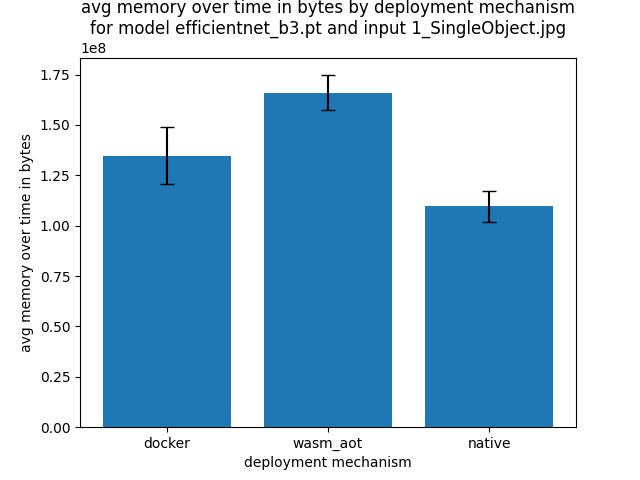 avg memory over time in bytes by deployment mechanism
for model efficientnet_b3.pt and input 1_SingleObject.jpg
1e8
1.75
1.50
1.25
1.00
0.75
0.50
0.25
0.00
avg memory over time in bytes
docker
wasm_aot
native
deployment mechanism